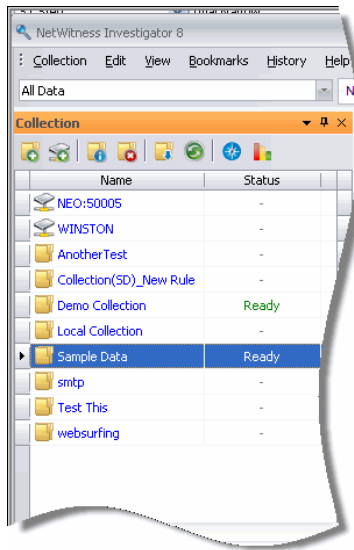 NetWitness Investigator 8
Collection Edit View Bookmarks History Help
All Data
Collection
Name Status
NEO:50005 -
WINSTON -
AnotherTest -
Collection(SD)_New Rule -
Demo Collection Ready
Local Collection -
Sample Data Ready
smtp -
Test This -
websurfing -